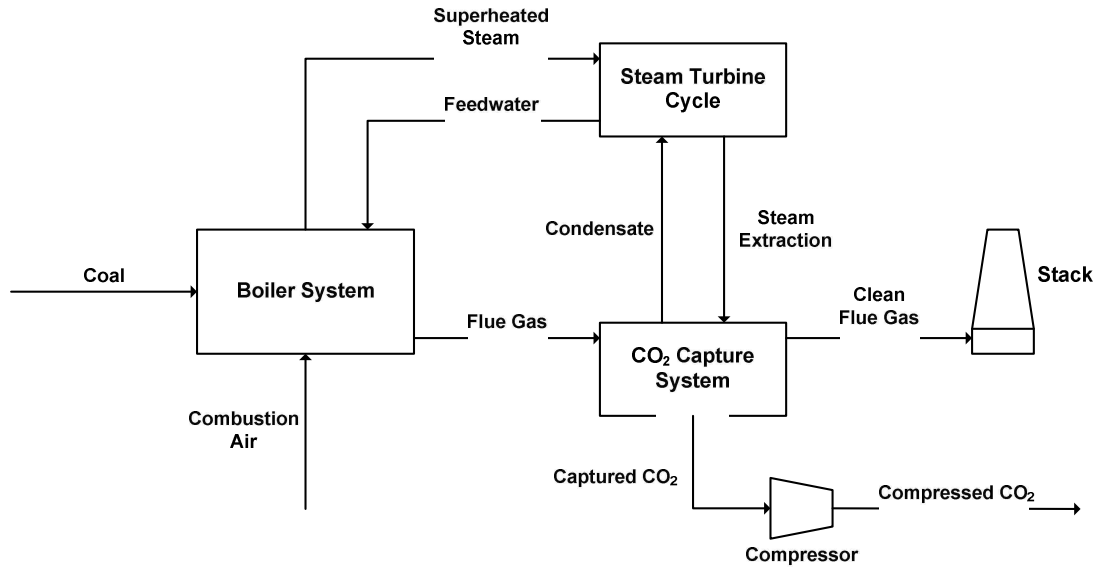 Superheated
Steam
Steam Turbine
Cycle
Feedwater
Condensate
Steam
Extraction
Coal
Boiler System
Flue Gas
CO₂ Capture
System
Clean
Flue Gas
Stack
Combustion
Air
Captured CO₂
Compressed CO₂
Compressor